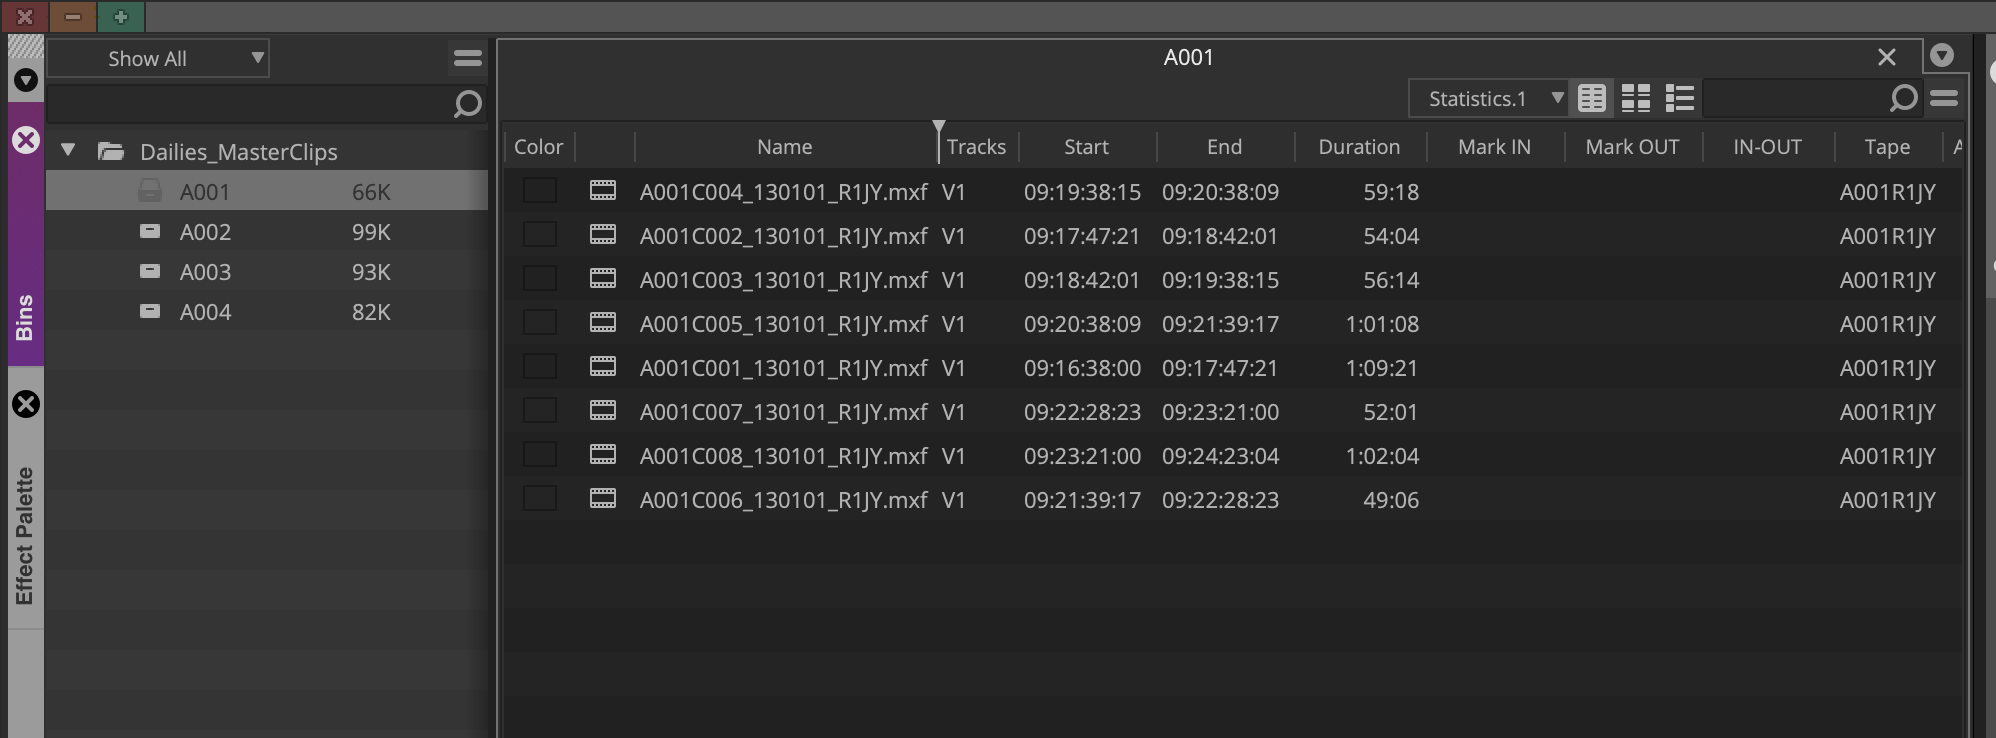 Show All
A001
Statistics.1
Bins
Effect Palette
Dailies_MasterClips
A001 66K
A002 99K
A003 93K
A004 82K
Color Name Tracks Start End Duration Mark IN Mark OUT IN-OUT Tape
A001C004_130101_R1JY.mxf V1 09:19:38:15 09:20:38:09 59:18 A001R1JY
A001C002_130101_R1JY.mxf V1 09:17:47:21 09:18:42:01 54:04 A001R1JY
A001C003_130101_R1JY.mxf V1 09:18:42:01 09:19:38:15 56:14 A001R1JY
A001C005_130101_R1JY.mxf V1 09:20:38:09 09:21:39:17 1:01:08 A001R1JY
A001C001_130101_R1JY.mxf V1 09:16:38:00 09:17:47:21 1:09:21 A001R1JY
A001C007_130101_R1JY.mxf V1 09:22:28:23 09:23:21:00 52:01 A001R1JY
A001C008_130101_R1JY.mxf V1 09:23:21:00 09:24:23:04 1:02:04 A001R1JY
A001C006_130101_R1JY.mxf V1 09:21:39:17 09:22:28:23 49:06 A001R1JY